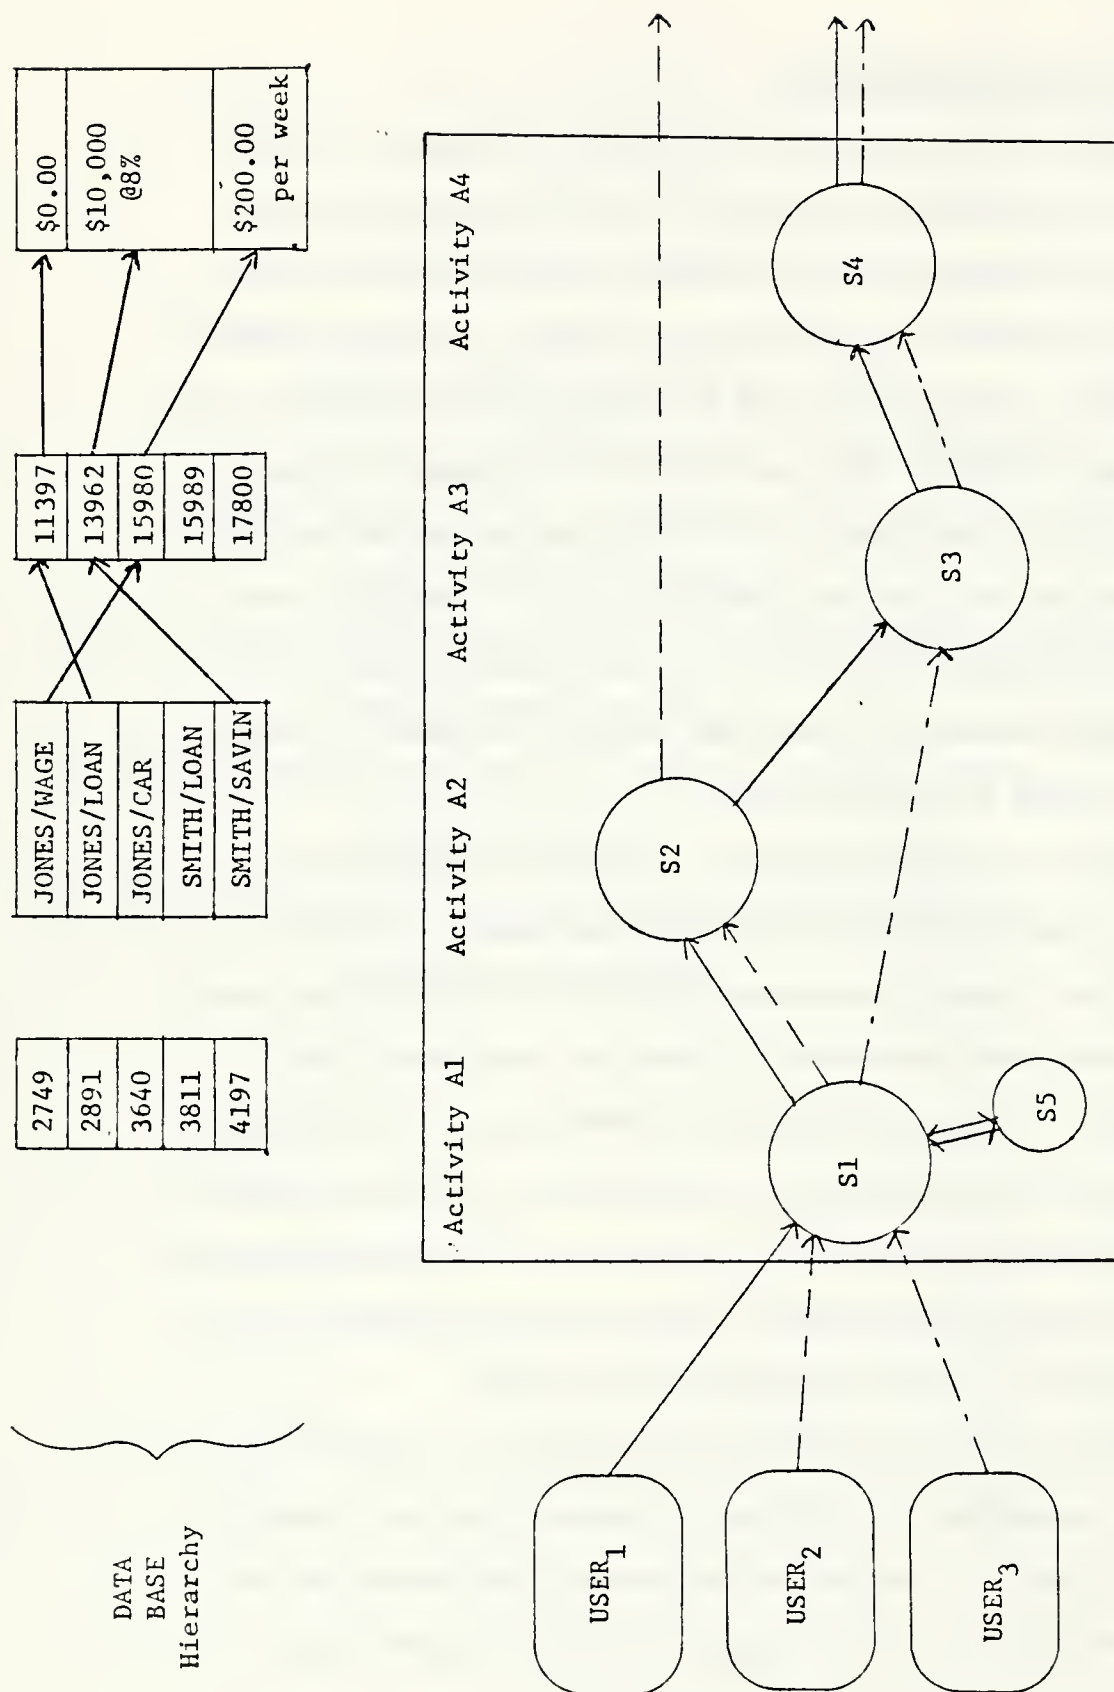 DATA
BASE
Hierarchy
2749
2891
3640
3811
4197
JONES/WAGE
JONES/LOAN
JONES/CAR
SMITH/LOAN
SMITH/SAVIN
11397
13962
15980
15989
17800
$0.00
$10,000
@8%
$200.00
per week
Activity A1
Activity A2
Activity A3
Activity A4
USER1
USER2
USER3
S1
S2
S3
S4
S5